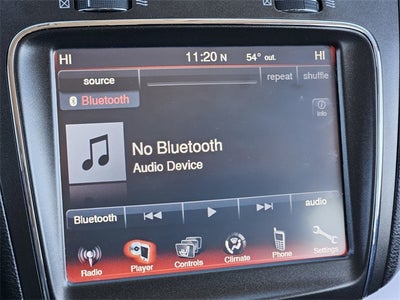 HI 11:20 N 54° out. HI
source repeat shuffle
Bluetooth
info
No Bluetooth
Audio Device
Bluetooth audio
Radio Player Controls Climate Phone Settings